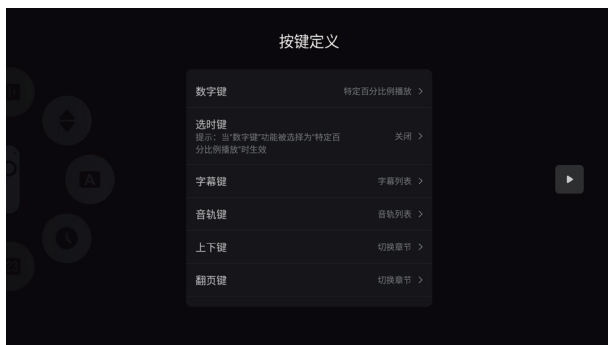 按键定义
数字键 特定百分比例播放
选时键
提示：当"数字键"功能被选择为"特定百
分比例播放"时生效
关闭
字幕键 字幕列表
音轨键 音轨列表
上下键 切换章节
翻页键 切换章节
A